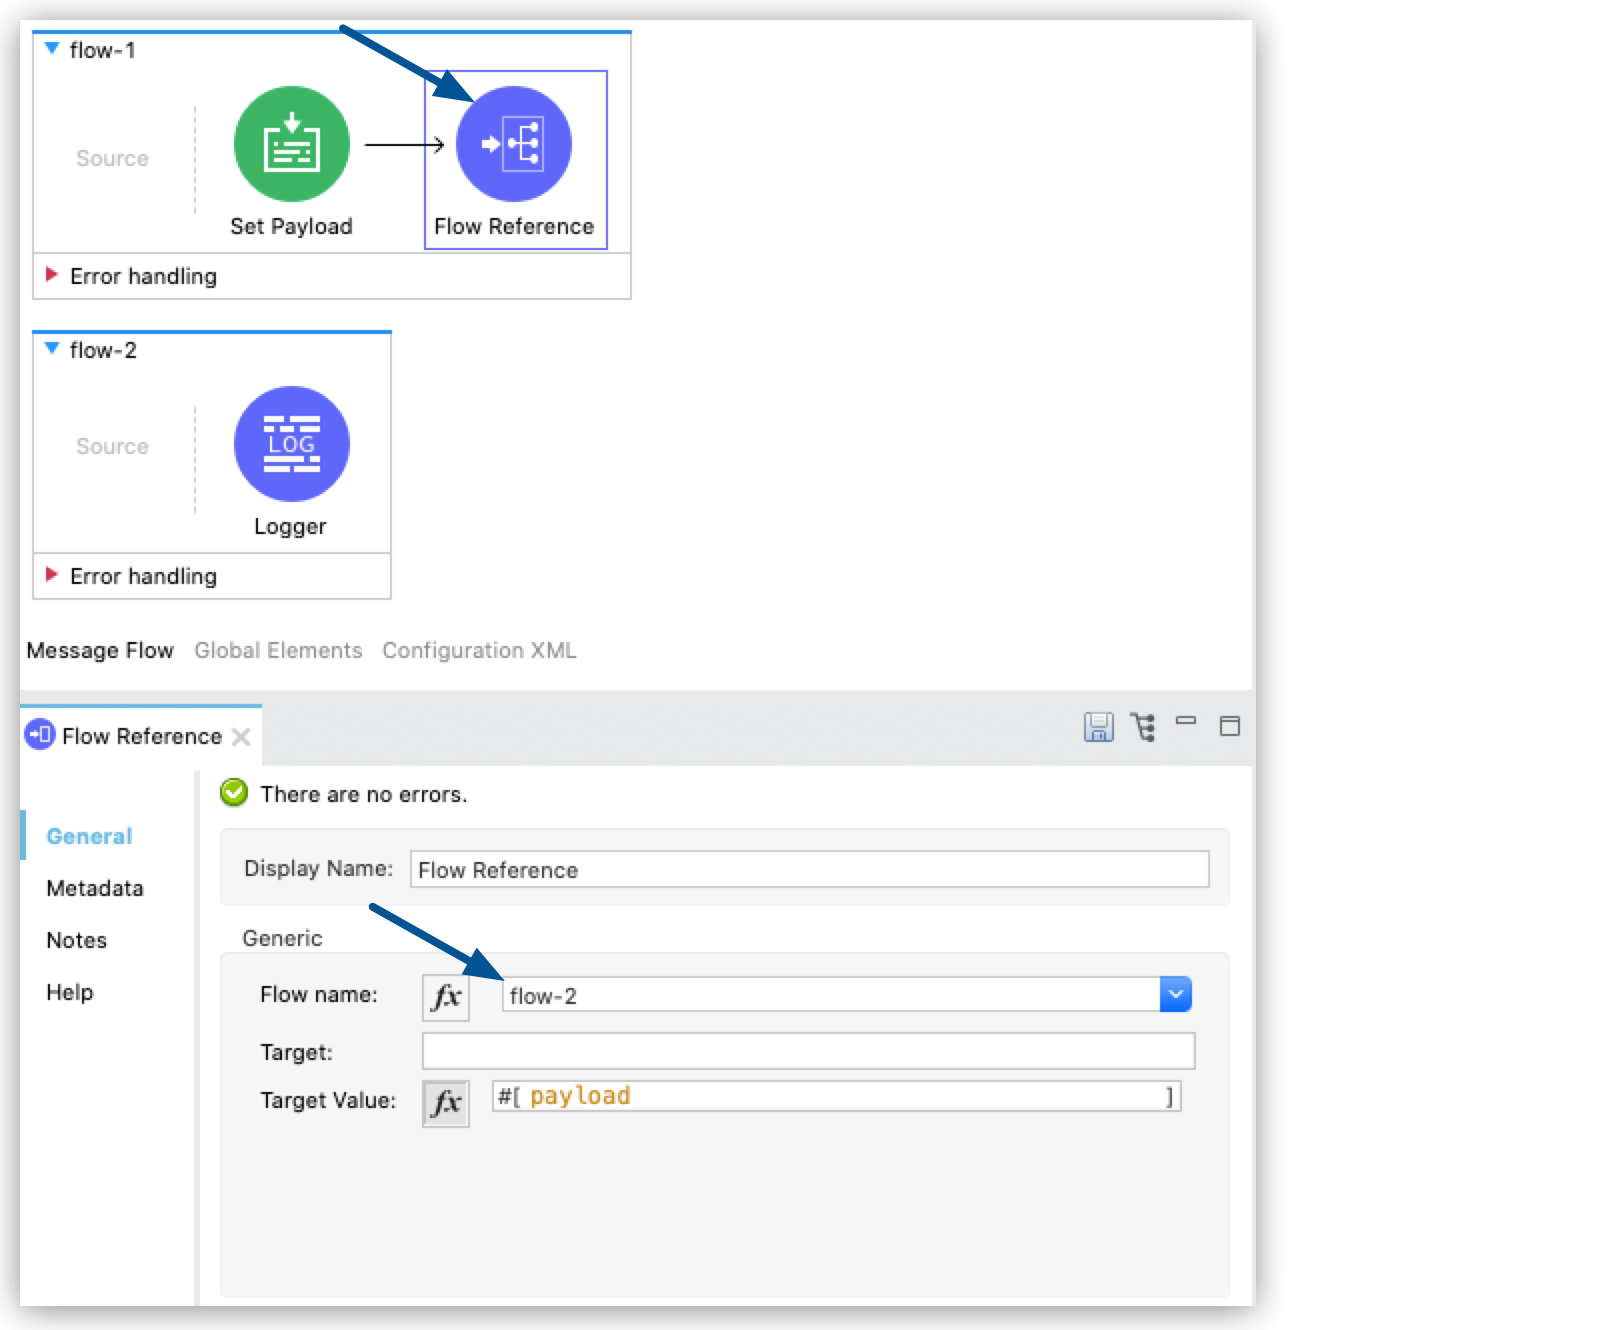 flow-1
Source
Set Payload
Flow Reference
Error handling
flow-2
Source
LOG
Logger
Error handling
Message Flow Global Elements Configuration XML
Flow Reference
There are no errors.
General
Metadata
Notes
Help
Display Name: Flow Reference
Generic
Flow name: fx flow-2
Target:
Target Value: fx #[ payload ]